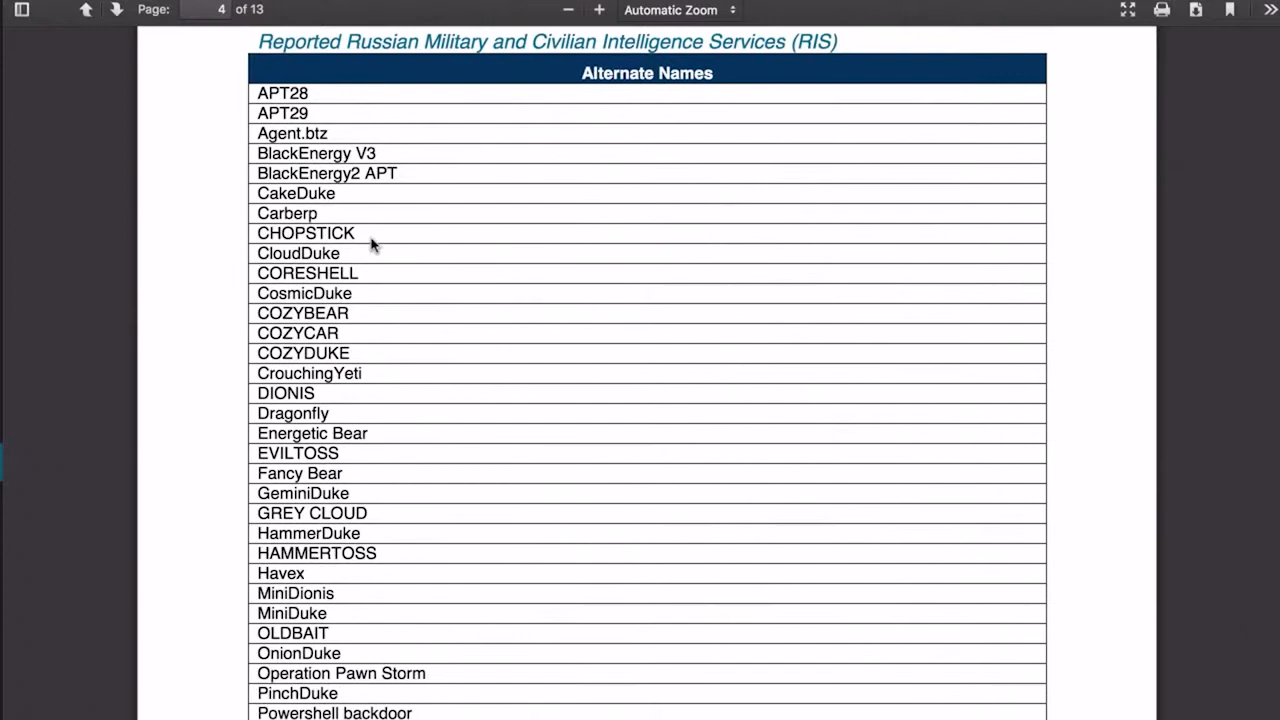 Page: 4 of 13 Automatic Zoom
Reported Russian Military and Civilian Intelligence Services (RIS)
Alternate Names
APT28
APT29
Agent.btz
BlackEnergy V3
BlackEnergy2 APT
CakeDuke
Carberp
CHOPSTICK
CloudDuke
CORESHELL
CosmicDuke
COZYBEAR
COZYCAR
COZYDUKE
CrouchingYeti
DIONIS
Dragonfly
Energetic Bear
EVILTOSS
Fancy Bear
GeminiDuke
GREY CLOUD
HammerDuke
HAMMERTOSS
Havex
MiniDionis
MiniDuke
OLDBAIT
OnionDuke
Operation Pawn Storm
PinchDuke
Powershell backdoor